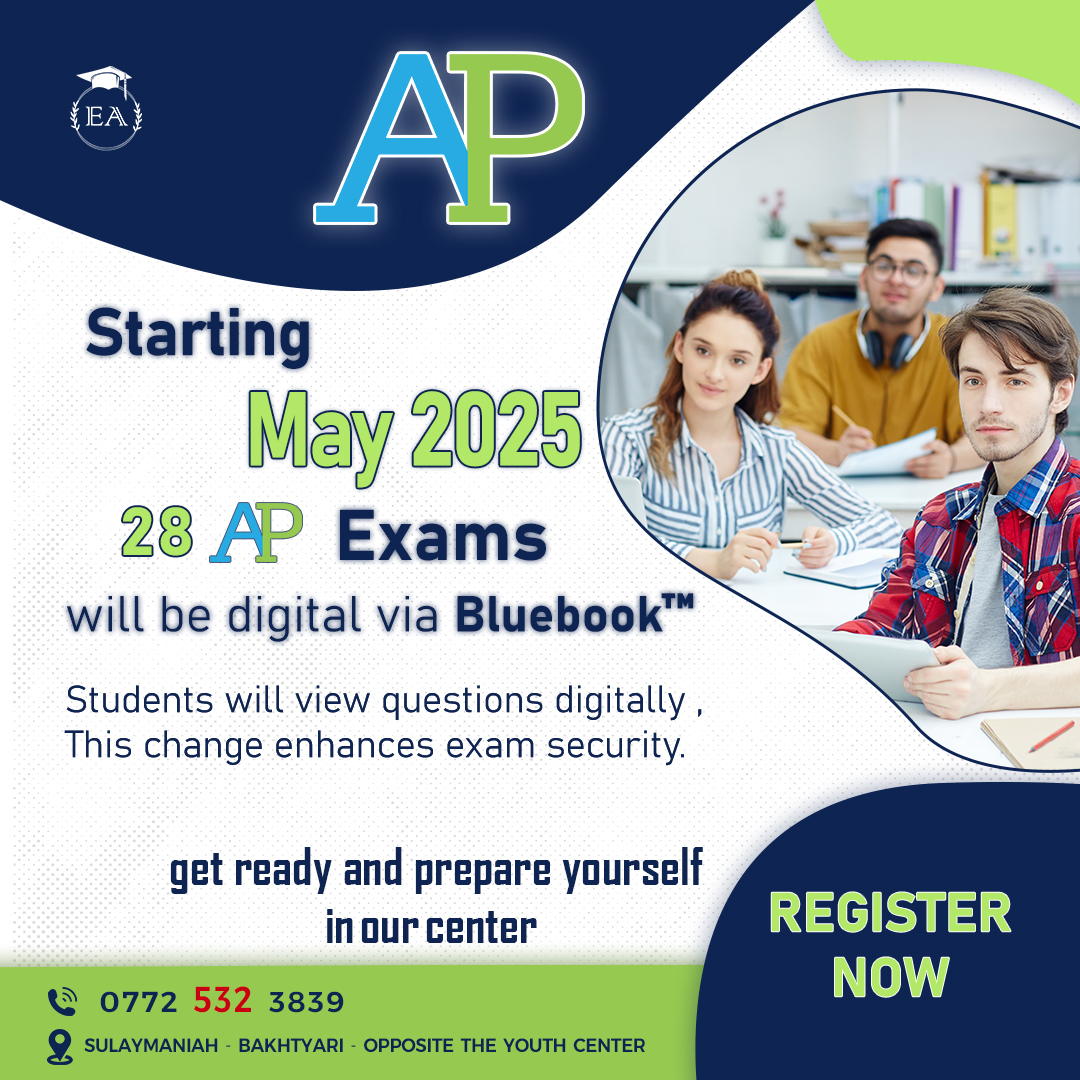 EA
AP
Starting
May 2025
28 AP Exams
will be digital via Bluebook™
Students will view questions digitally ,
This change enhances exam security.
get ready and prepare yourself
in our center
REGISTER
NOW
0772 532 3839
SULAYMANIAH - BAKHTYARI - OPPOSITE THE YOUTH CENTER